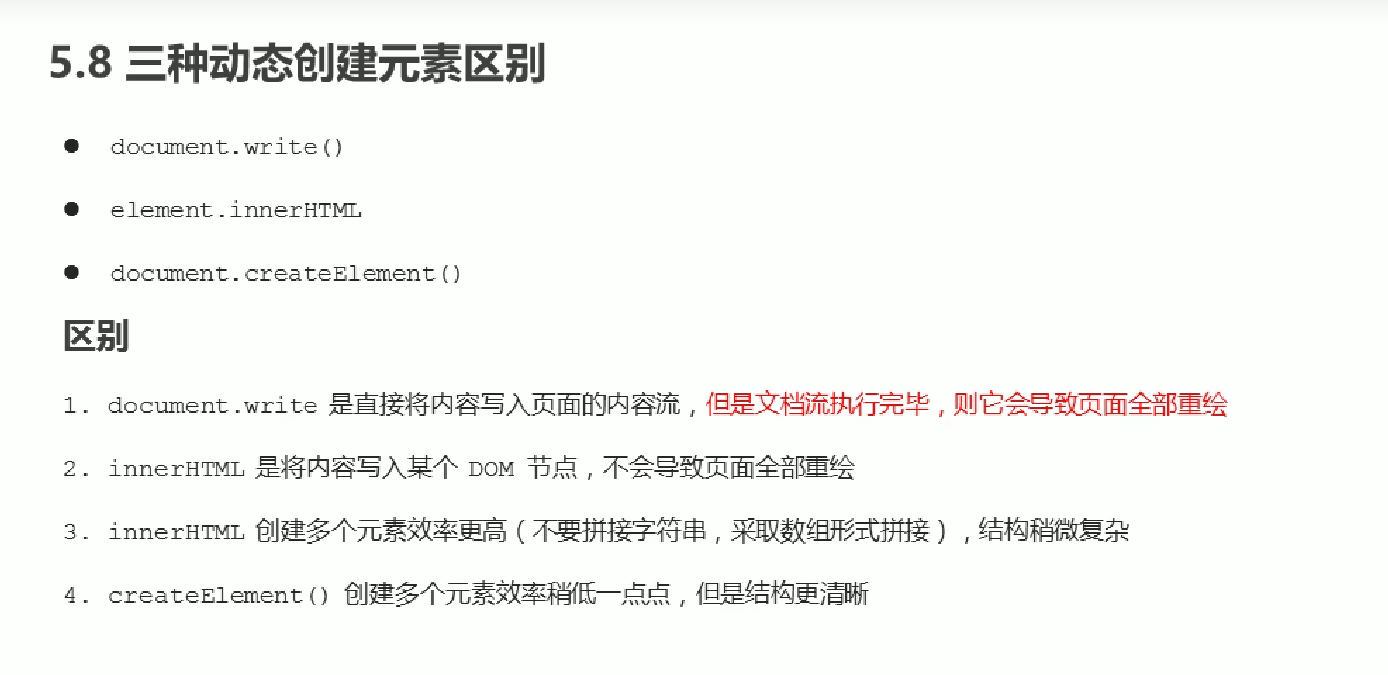 5.8 三种动态创建元素区别
● document.write()
● element.innerHTML
● document.createElement()
区别
1. document.write 是直接将内容写入页面的内容流，但是文档流执行完毕，则它会导致页面全部重绘
2. innerHTML 是将内容写入某个 DOM 节点，不会导致页面全部重绘
3. innerHTML 创建多个元素效率更高（不要拼接字符串，采取数组形式拼接），结构稍微复杂
4. createElement() 创建多个元素效率稍低一点点，但是结构更清晰